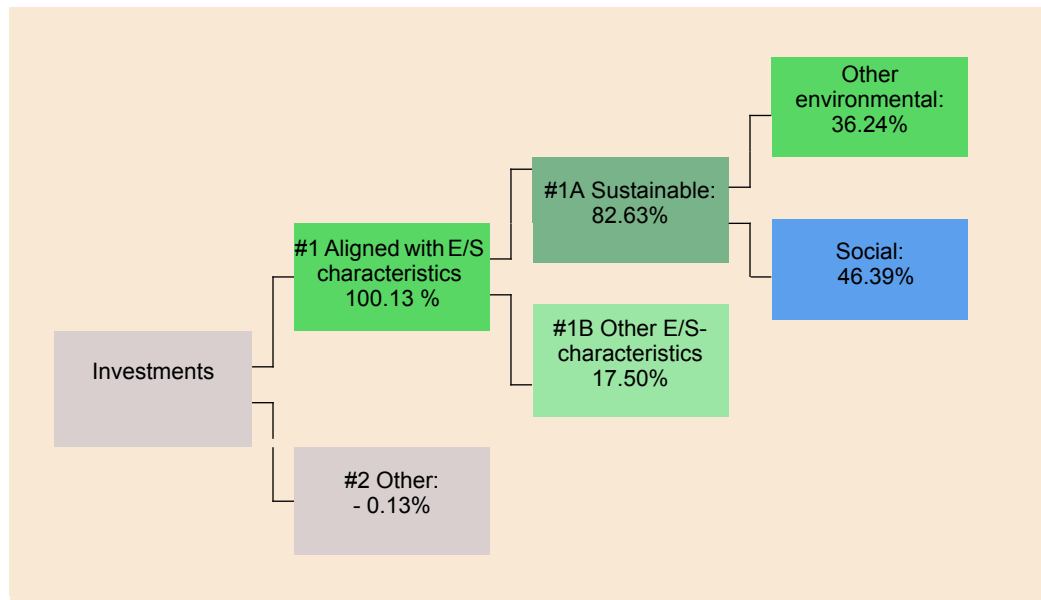 Investments
#1 Aligned with E/S
characteristics
100.13 %
#2 Other:
- 0.13%
#1A Sustainable:
82.63%
#1B Other E/S-
characteristics
17.50%
Other
environmental:
36.24%
Social:
46.39%